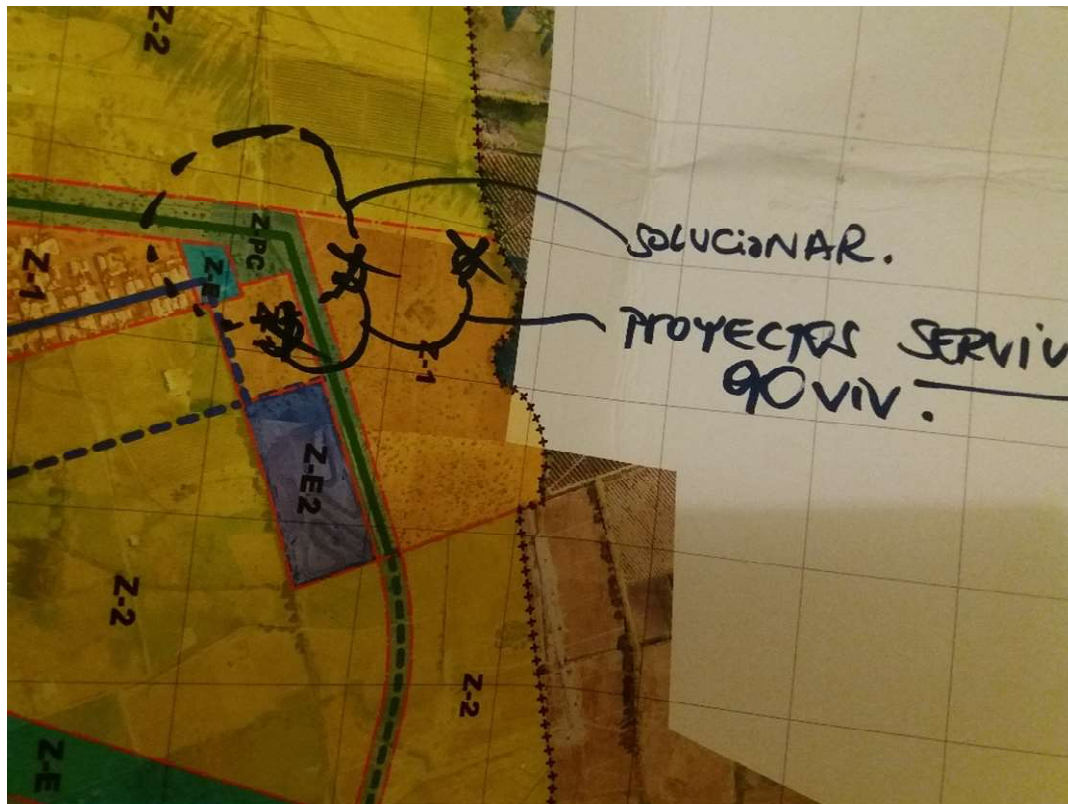 Z-2
SOLUCIONAR.
Z-PC
Z-1
Z-E
PROYECTOS SERVIU
90 VIV.
Z-1
Z-E2
Z-2
Z-2
Z-E